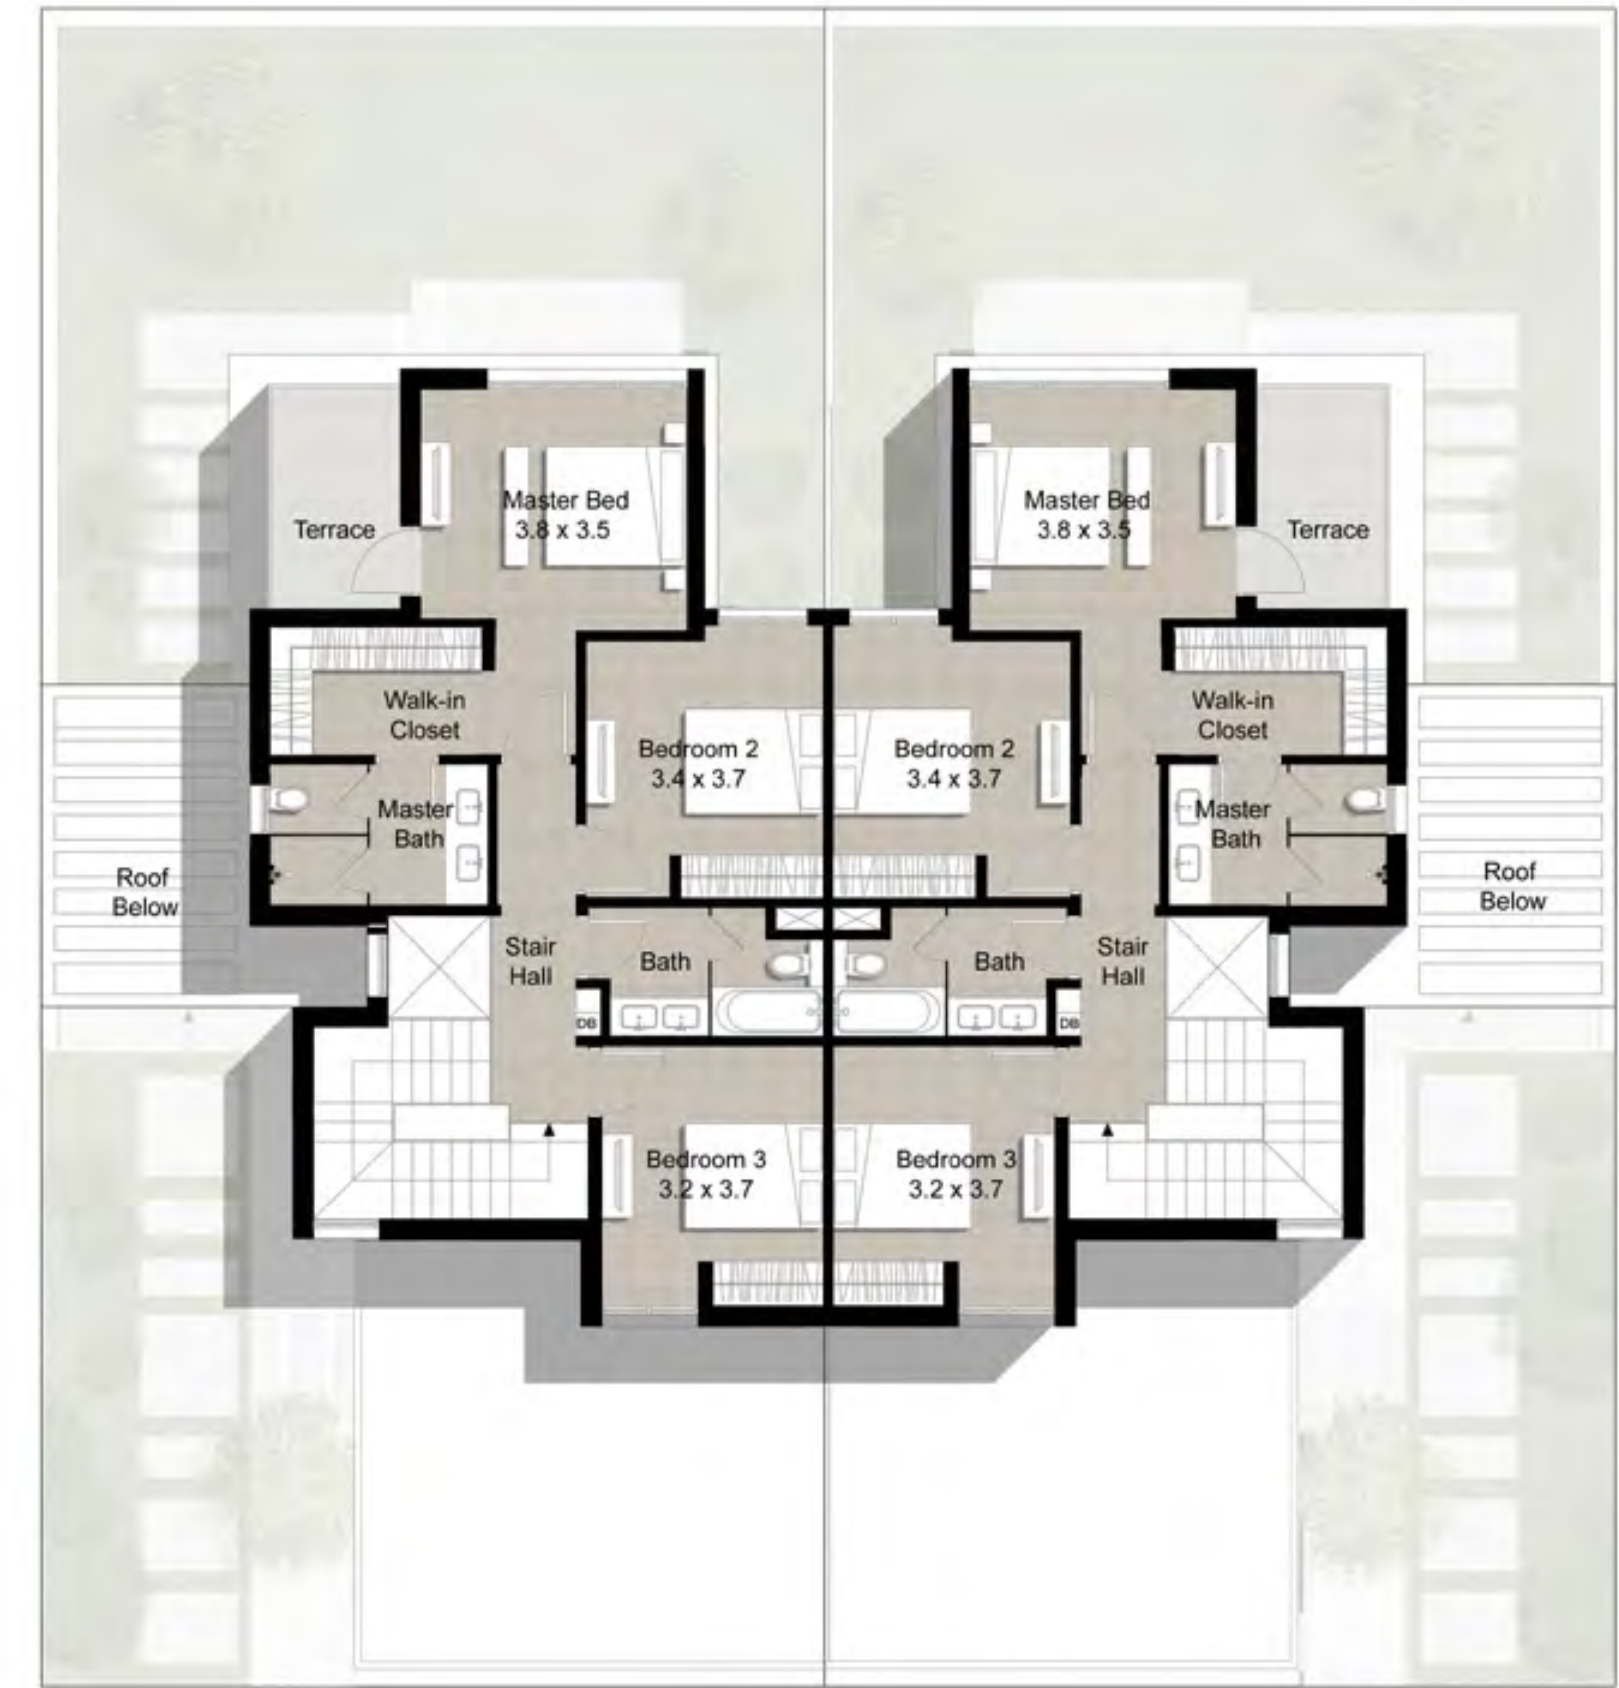 Master Bed
3.8 x 3.5
Master Bed
3.8 x 3.5
Terrace
Terrace
Walk-in
Closet
Walk-in
Closet
Bedroom 2
3.4 x 3.7
Bedroom 2
3.4 x 3.7
Master
Bath
Master
Bath
Roof
Below
Roof
Below
Stair
Hall
Bath
Bath
Stair
Hall
DB
DB
Bedroom 3
3.2 x 3.7
Bedroom 3
3.2 x 3.7